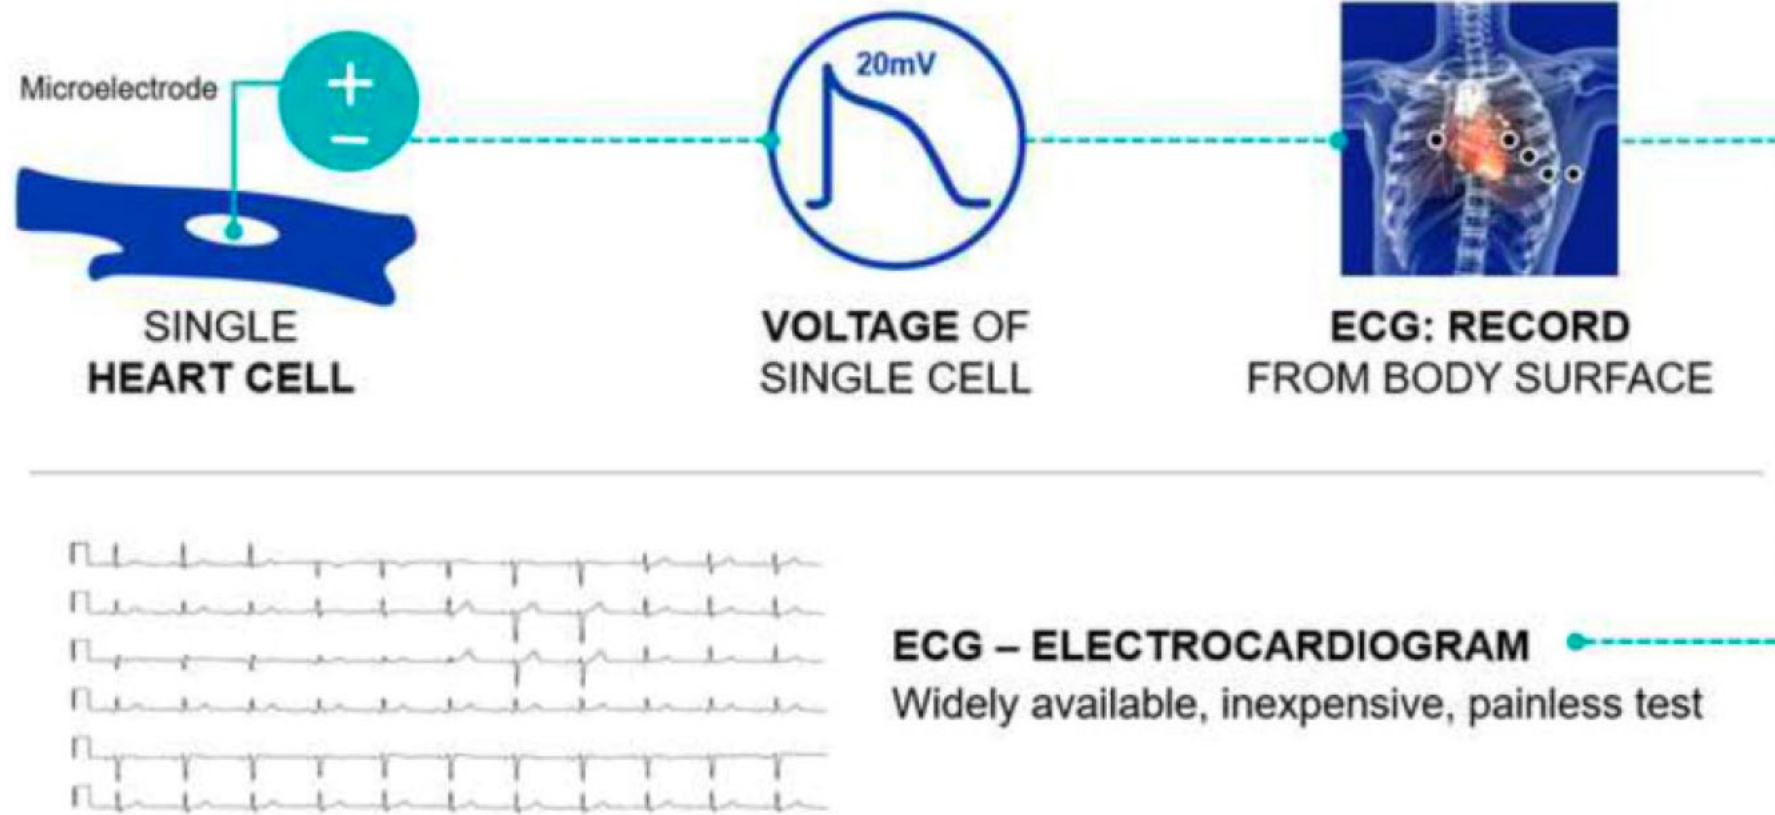 Microelectrode
20mV
SINGLE
HEART CELL
VOLTAGE OF
SINGLE CELL
ECG: RECORD
FROM BODY SURFACE
ECG – ELECTROCARDIOGRAM
Widely available, inexpensive, painless test